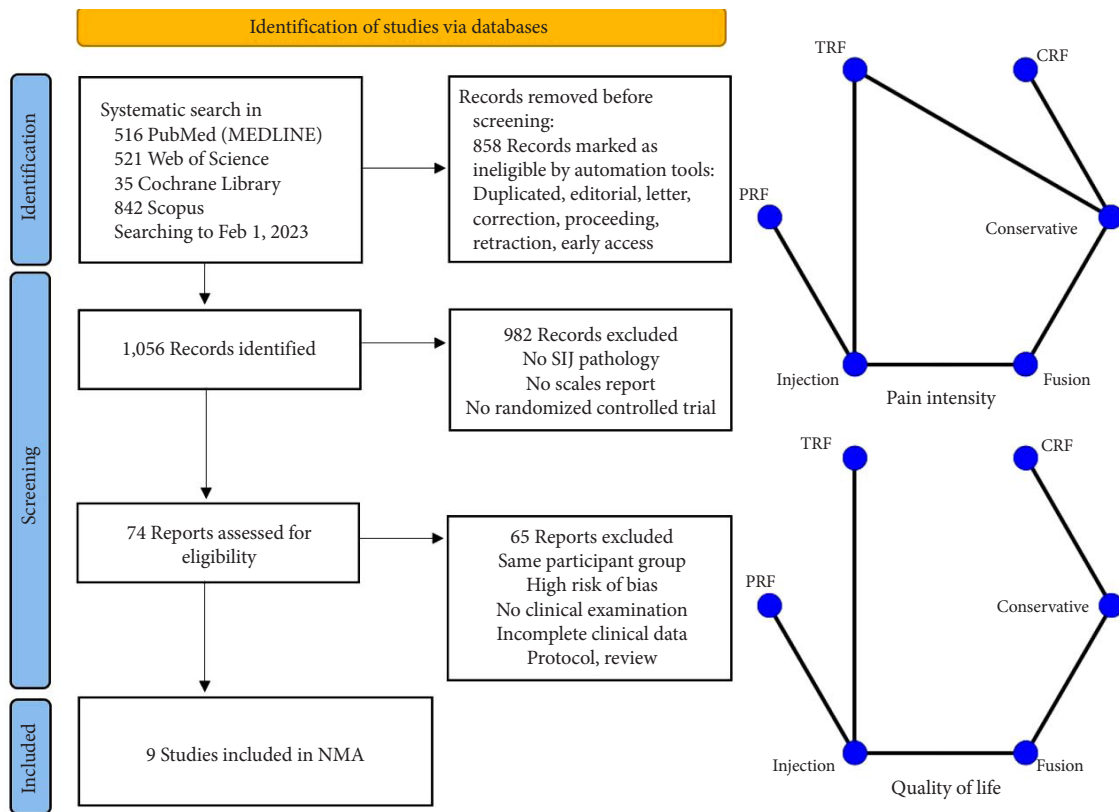 Identification of studies via databases
Identification
Systematic search in
516 PubMed (MEDLINE)
521 Web of Science
35 Cochrane Library
842 Scopus
Searching to Feb 1, 2023
Records removed before
screening:
858 Records marked as
ineligible by automation tools:
Duplicated, editorial, letter,
correction, proceeding,
retraction, early access
Screening
1,056 Records identified
982 Records excluded
No SIJ pathology
No scales report
No randomized controlled trial
74 Reports assessed for
eligibility
65 Reports excluded
Same participant group
High risk of bias
No clinical examination
Incomplete clinical data
Protocol, review
Included
9 Studies included in NMA
TRF
CRF
PRF
Conservative
Injection
Fusion
Pain intensity
TRF
CRF
PRF
Conservative
Injection
Fusion
Quality of life